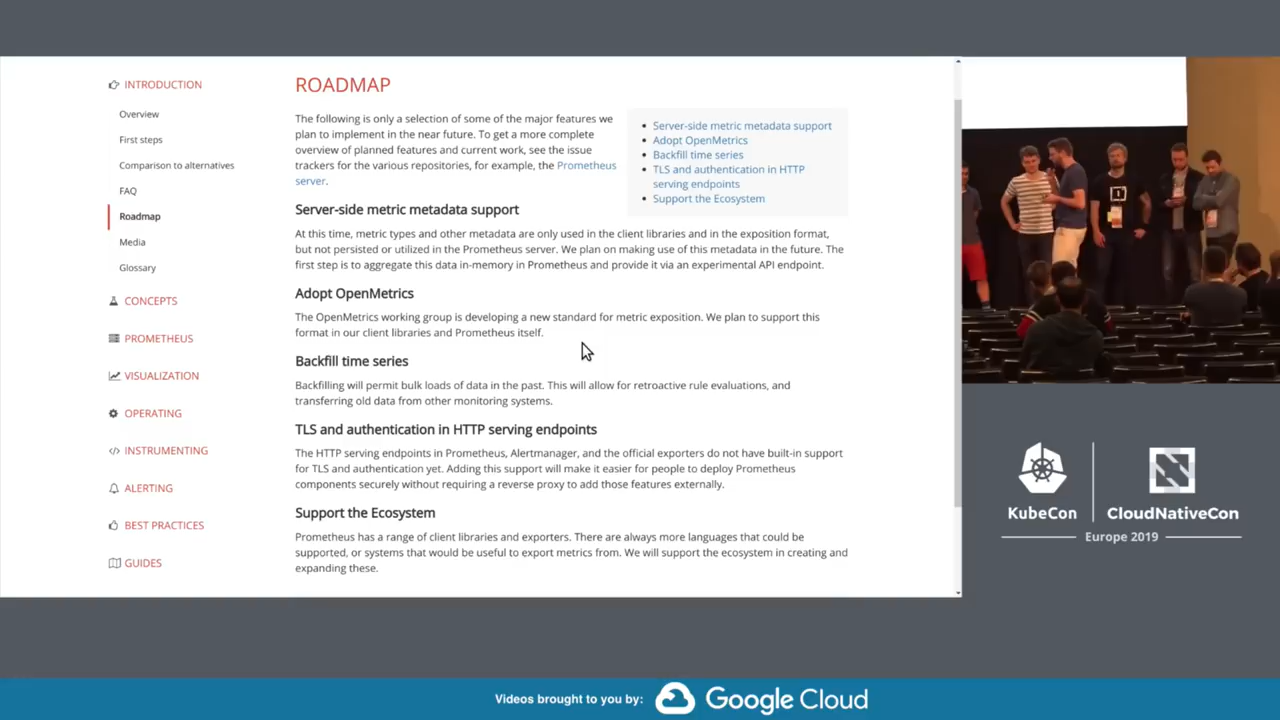 INTRODUCTION
Overview
First steps
Comparison to alternatives
FAQ
Roadmap
Media
Glossary
CONCEPTS
PROMETHEUS
VISUALIZATION
OPERATING
INSTRUMENTING
ALERTING
BEST PRACTICES
GUIDES
ROADMAP
The following is only a selection of some of the major features we
plan to implement in the near future. To get a more complete
overview of planned features and current work, see the issue
trackers for the various repositories, for example, the Prometheus
server.
Server-side metric metadata support
Adopt OpenMetrics
Backfill time series
TLS and authentication in HTTP
serving endpoints
Support the Ecosystem
Server-side metric metadata support
At this time, metric types and other metadata are only used in the client libraries and in the exposition format,
but not persisted or utilized in the Prometheus server. We plan on making use of this metadata in the future. The
first step is to aggregate this data in-memory in Prometheus and provide it via an experimental API endpoint.
Adopt OpenMetrics
The OpenMetrics working group is developing a new standard for metric exposition. We plan to support this
format in our client libraries and Prometheus itself.
Backfill time series
Backfilling will permit bulk loads of data in the past. This will allow for retroactive rule evaluations, and
transferring old data from other monitoring systems.
TLS and authentication in HTTP serving endpoints
The HTTP serving endpoints in Prometheus, Alertmanager, and the official exporters do not have built-in support
for TLS and authentication yet. Adding this support will make it easier for people to deploy Prometheus
components securely without requiring a reverse proxy to add those features externally.
Support the Ecosystem
Prometheus has a range of client libraries and exporters. There are always more languages that could be
supported, or systems that would be useful to export metrics from. We will support the ecosystem in creating and
expanding these.
KubeCon
CloudNativeCon
Europe 2019
Videos brought to you by:
Google Cloud